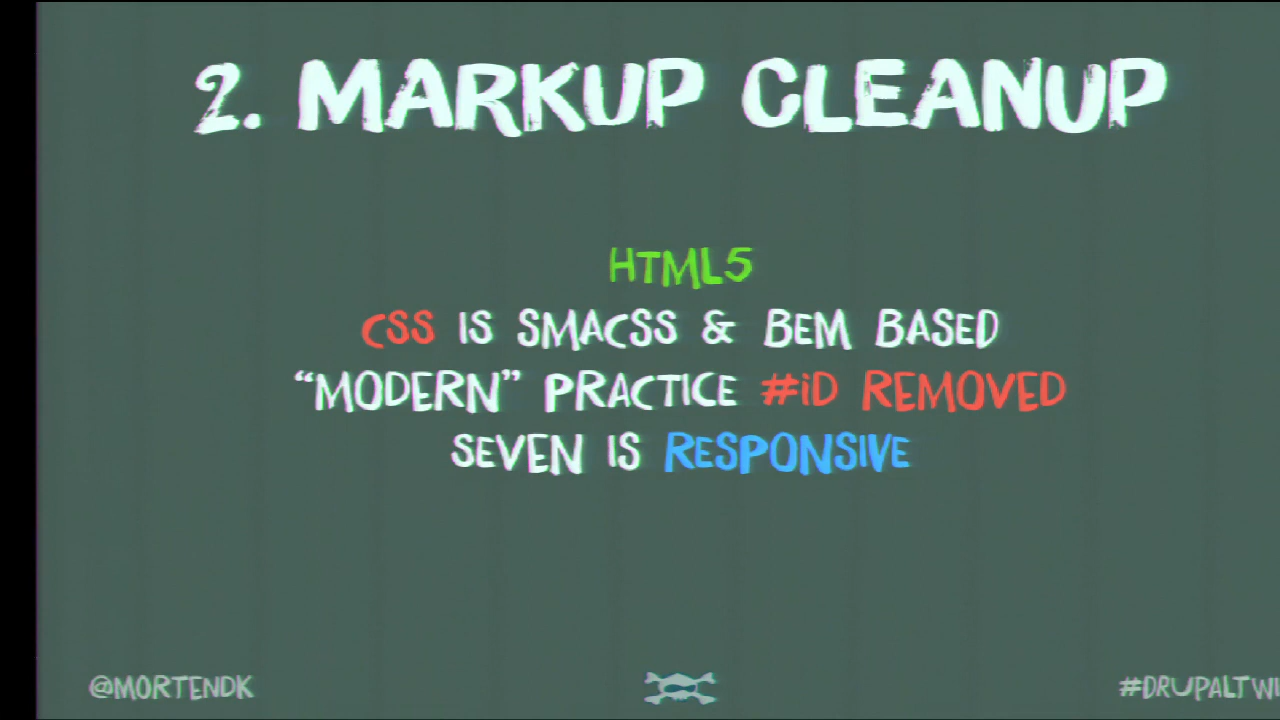 2. MARKUP CLEANUP
HTML5
CSS IS SMACSS & BEM BASED
“MODERN” PRACTICE #iD REMOVED
SEVEN IS RESPONSIVE
@MORTENDK